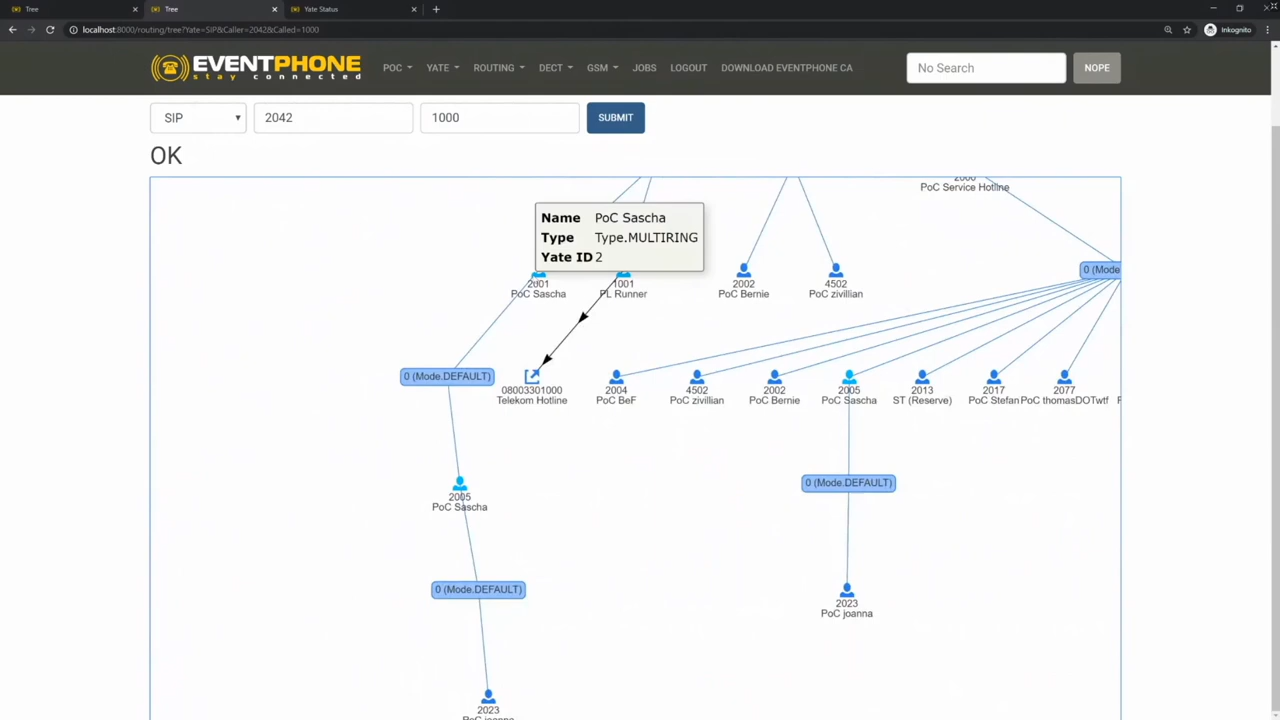 Tree
Tree
Yate Status
localhost:8000/routing/tree?Yate=SIP&Caller=2042&Called=1000
Inkognito
EVENTPHONE
stay connected
POC
YATE
ROUTING
DECT
GSM
JOBS
LOGOUT
DOWNLOAD EVENTPHONE CA
No Search
NOPE
SIP
2042
1000
SUBMIT
OK
PoC Service Hotline
Name PoC Sascha
Type Type.MULTIRING
Yate ID 2
2001
PoC Sascha
1001
PL Runner
2002
PoC Bernie
4502
PoC zivillian
0 (Mode
0 (Mode.DEFAULT)
08003301000
Telekom Hotline
2004
PoC BeF
4502
PoC zivillian
2002
PoC Bernie
2005
PoC Sascha
2013
ST (Reserve)
2017
PoC Stefan
2077
PoC thomasDOTwtf
2005
PoC Sascha
0 (Mode.DEFAULT)
0 (Mode.DEFAULT)
2023
PoC joanna
2023
PoC joanna